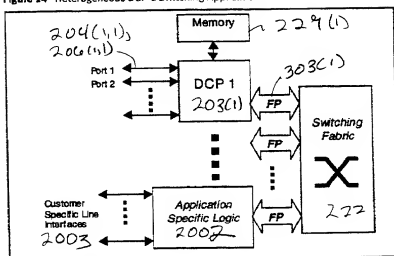 Figure 14 Heterogeneous DCP Switching
204(1,1),
206(1,1)
Memory
229(1)
Port 1
Port 2
DCP 1
203(1)
303(1)
FP
Switching
Fabric
FP
Customer
Specific Line
Interfaces
2003
Application
Specific Logic
2002
FP
222